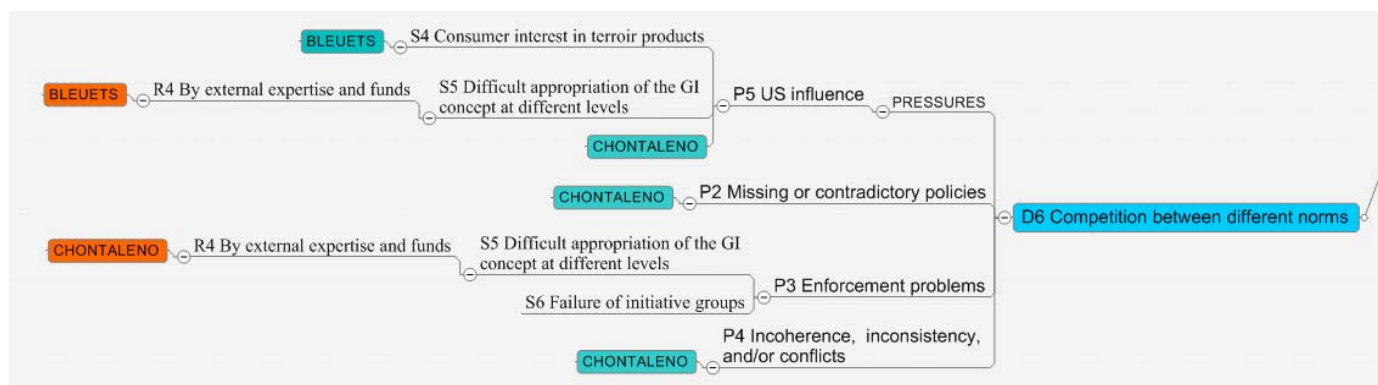 BLEUETS
S4 Consumer interest in terroir products
BLEUETS
R4 By external expertise and funds
S5 Difficult appropriation of the GI
concept at different levels
P5 US influence
PRESSURES
CHONTALENO
CHONTALENO
P2 Missing or contradictory policies
D6 Competition between different norms
CHONTALENO
R4 By external expertise and funds
S5 Difficult appropriation of the GI
concept at different levels
P3 Enforcement problems
S6 Failure of initiative groups
P4 Incoherence, inconsistency,
and/or conflicts
CHONTALENO